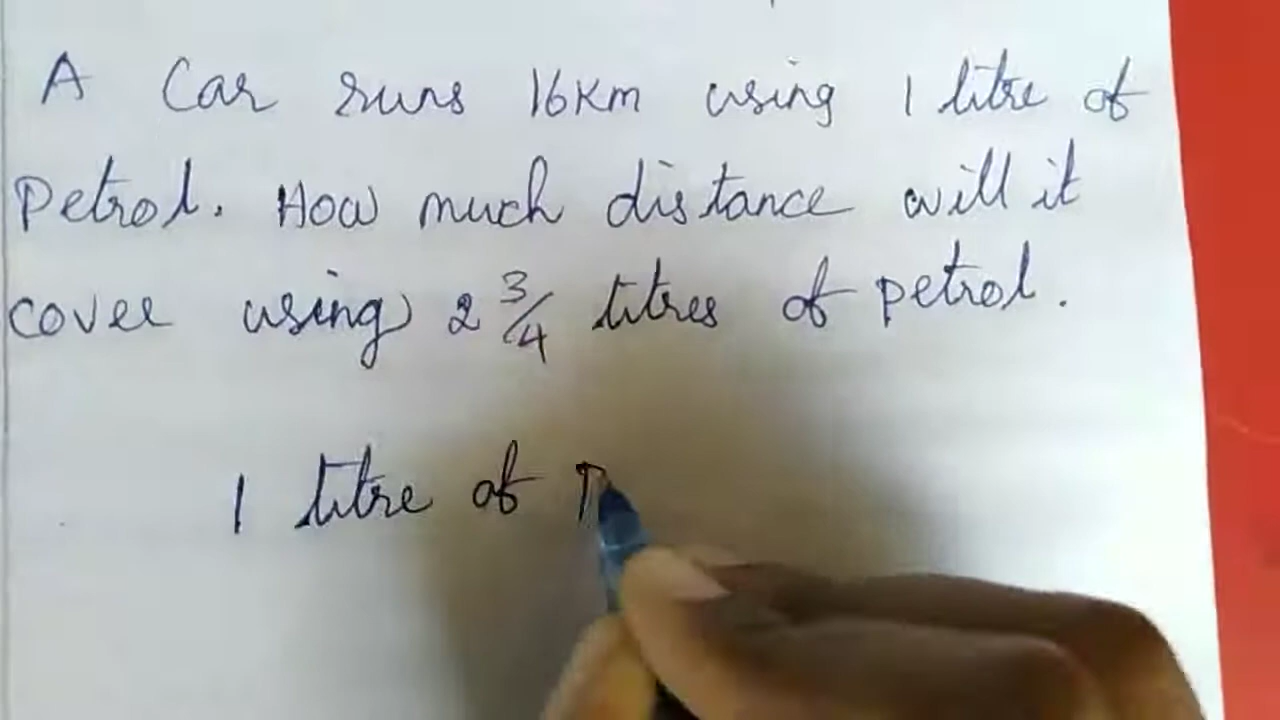 A Car runs 16Km using 1 litre of
Petrol. How much distance will it
cover using 2 3/4 litres of petrol.
1 litre of P